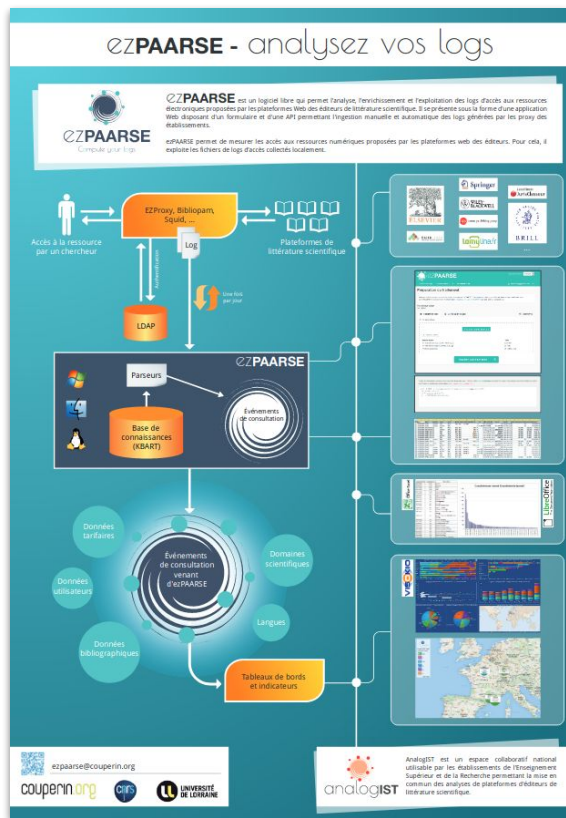 ezPAARSE - analysez vos logs
ezPAARSE est un logiciel libre qui permet l'analyse, l'enrichissement et l'exploitation des logs d'accès aux ressources
électroniques proposées par les plateformes Web des éditeurs de littérature scientifique. Il se présente sous la forme d'une application
Web disposant d'un formulaire et d'une API permettant l'ingestion manuelle et automatique des logs générées par les proxy des
établissements.
ezPAARSE permet de mesurer les accès aux ressources numériques proposées par les plateformes web des éditeurs. Pour cela, il
exploite les fichiers de logs d'accès collectés localement.
ezPAARSE
Compute your logs
EZProxy, Bibliopam,
Squid, ...
Log
Accès à la ressource
par un chercheur
Plateformes de
littérature scientifique
Authentification
Une fois
par jour
LDAP
ELSEVIER
Springer
WILEY-
BLACKWELL
BRILL
ezPAARSE
Parseurs
Événements
de consultation
Base de
connaissances
(KBART)
ezPAARSE
LibreOffice
Données
tarifaires
Données
utilisateurs
Données
bibliographiques
Événements
de consultation
venant
d'ezPAARSE
Domaines
scientifiques
Langues
Tableaux de bords
et indicateurs
ezpaarse@couperin.org
couperin.org
cnrs
UNIVERSITÉ
DE LORRAINE
analogIST
AnalogIST est un espace collaboratif national
utilisable par les établissements de l'Enseignement
Supérieur et de la Recherche permettant la mise en
commun des analyses de plateformes d'éditeurs de
littérature scientifique.